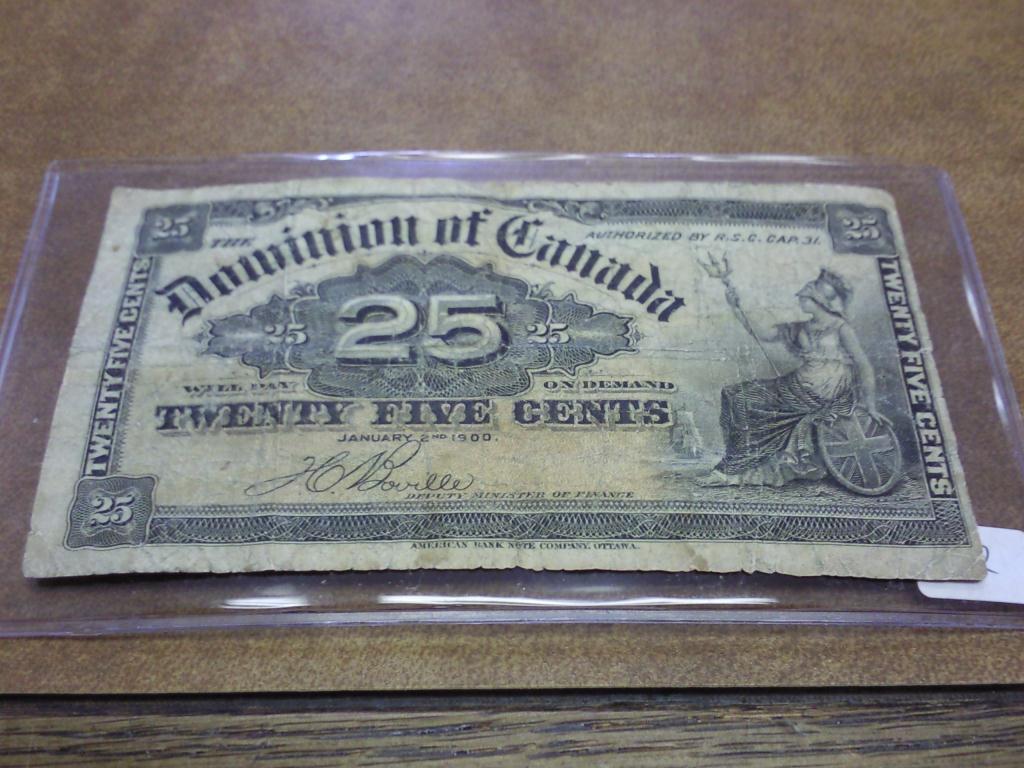 25 25
THE
Dominion of Canada
AUTHORIZED BY R.S.C. CAP. 31.
25 25 25
WILL PAY ON DEMAND
TWENTY FIVE CENTS
JANUARY 2ND 1900.
H C Boville
DEPUTY MINISTER OF FINANCE
TWENTY FIVE CENTS
TWENTY FIVE CENTS
25
AMERICAN BANK NOTE COMPANY, OTTAWA.